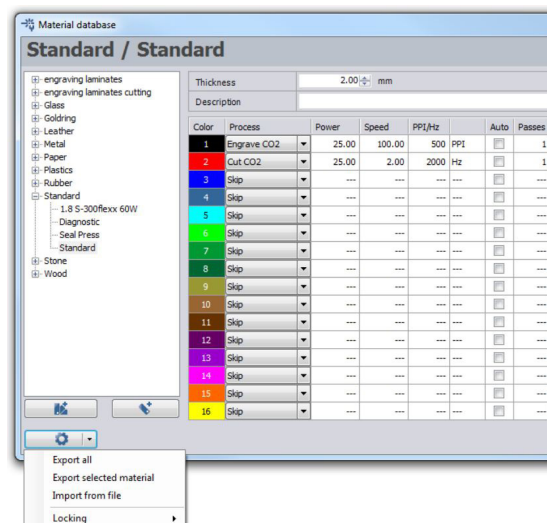 Material database
Standard / Standard
engraving laminates
engraving laminates cutting
Glass
Goldring
Leather
Metal
Paper
Plastics
Rubber
Standard
1.8 S-300flexx 60W
Diagnostic
Seal Press
Standard
Stone
Wood
Thickness 2.00 mm
Description
Color Process Power Speed PPI/Hz Auto Passes
1 Engrave CO2 25.00 100.00 500 PPI 1
2 Cut CO2 25.00 2.00 2000 Hz 1
3 Skip --- --- --- --- ---
4 Skip --- --- --- --- ---
5 Skip --- --- --- --- ---
6 Skip --- --- --- --- ---
7 Skip --- --- --- --- ---
8 Skip --- --- --- --- ---
9 Skip --- --- --- --- ---
10 Skip --- --- --- --- ---
11 Skip --- --- --- --- ---
12 Skip --- --- --- --- ---
13 Skip --- --- --- --- ---
14 Skip --- --- --- --- ---
15 Skip --- --- --- --- ---
16 Skip --- --- --- --- ---
Export all
Export selected material
Import from file
Locking